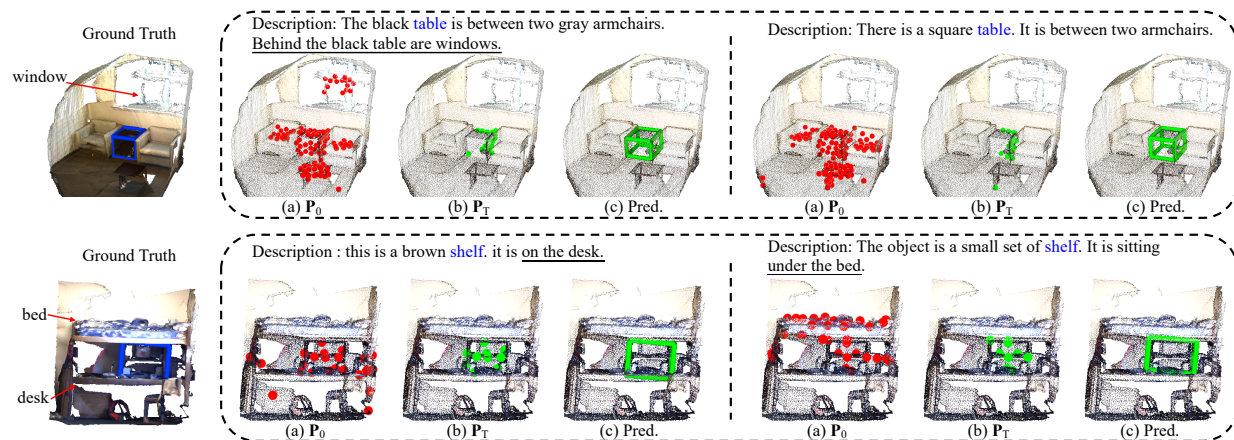 Ground Truth
window
Description: The black table is between two gray armchairs.
Behind the black table are windows.
(a) P0
(b) PT
(c) Pred.
Description: There is a square table. It is between two armchairs.
(a) P0
(b) PT
(c) Pred.
Ground Truth
bed
desk
Description : this is a brown shelf. it is on the desk.
(a) P0
(b) PT
(c) Pred.
Description: The object is a small set of shelf. It is sitting
under the bed.
(a) P0
(b) PT
(c) Pred.